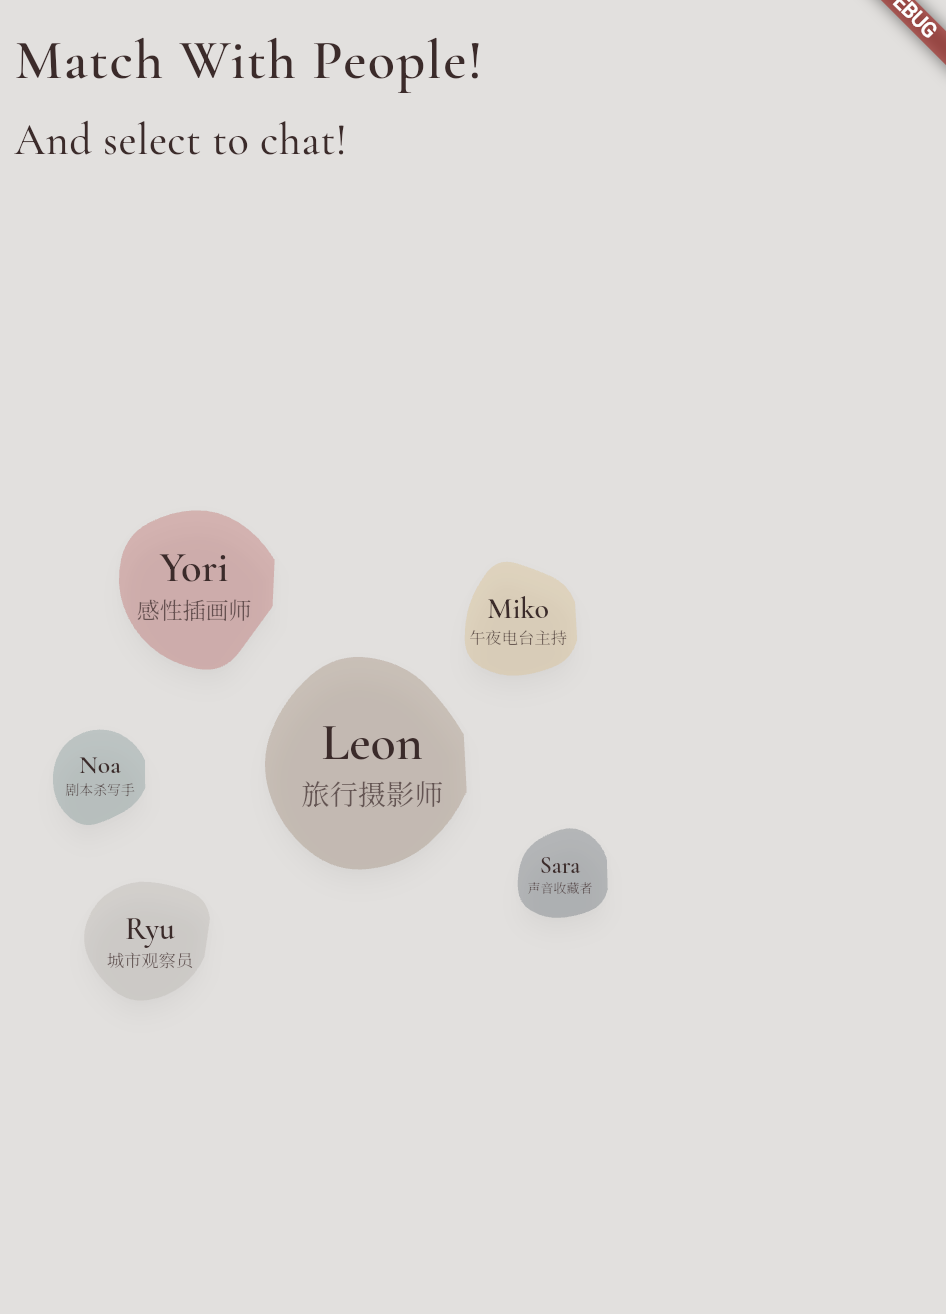 Match With People!
And select to chat!
EBUG
Yori
感性插画师
Miko
午夜电台主持
Leon
旅行摄影师
Noa
剧本杀写手
Sara
声音收藏者
Ryu
城市观察员